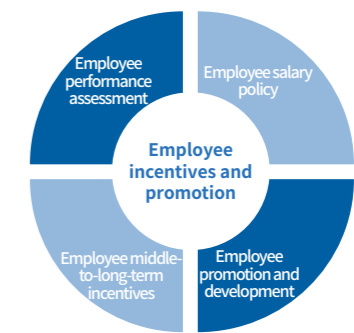 Employee
performance
assessment
Employee salary
policy
Employee
incentives and
promotion
Employee middle-
to-long-term
incentives
Employee
promotion and
development